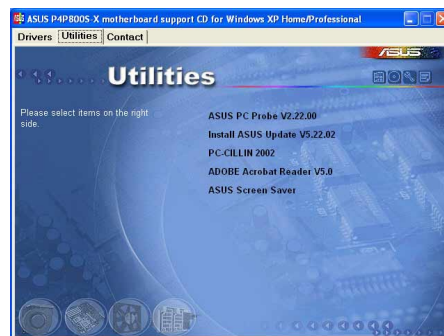 ASUS P4P800S-X motherboard support CD for Windows XP Home/Professional
Drivers Utilities Contact
/ISUS
Utilities
Please select items on the right
side.
ASUS PC Probe V2.22.00
Install ASUS Update V5.22.02
PC-CILLIN 2002
ADOBE Acrobat Reader V5.0
ASUS Screen Saver